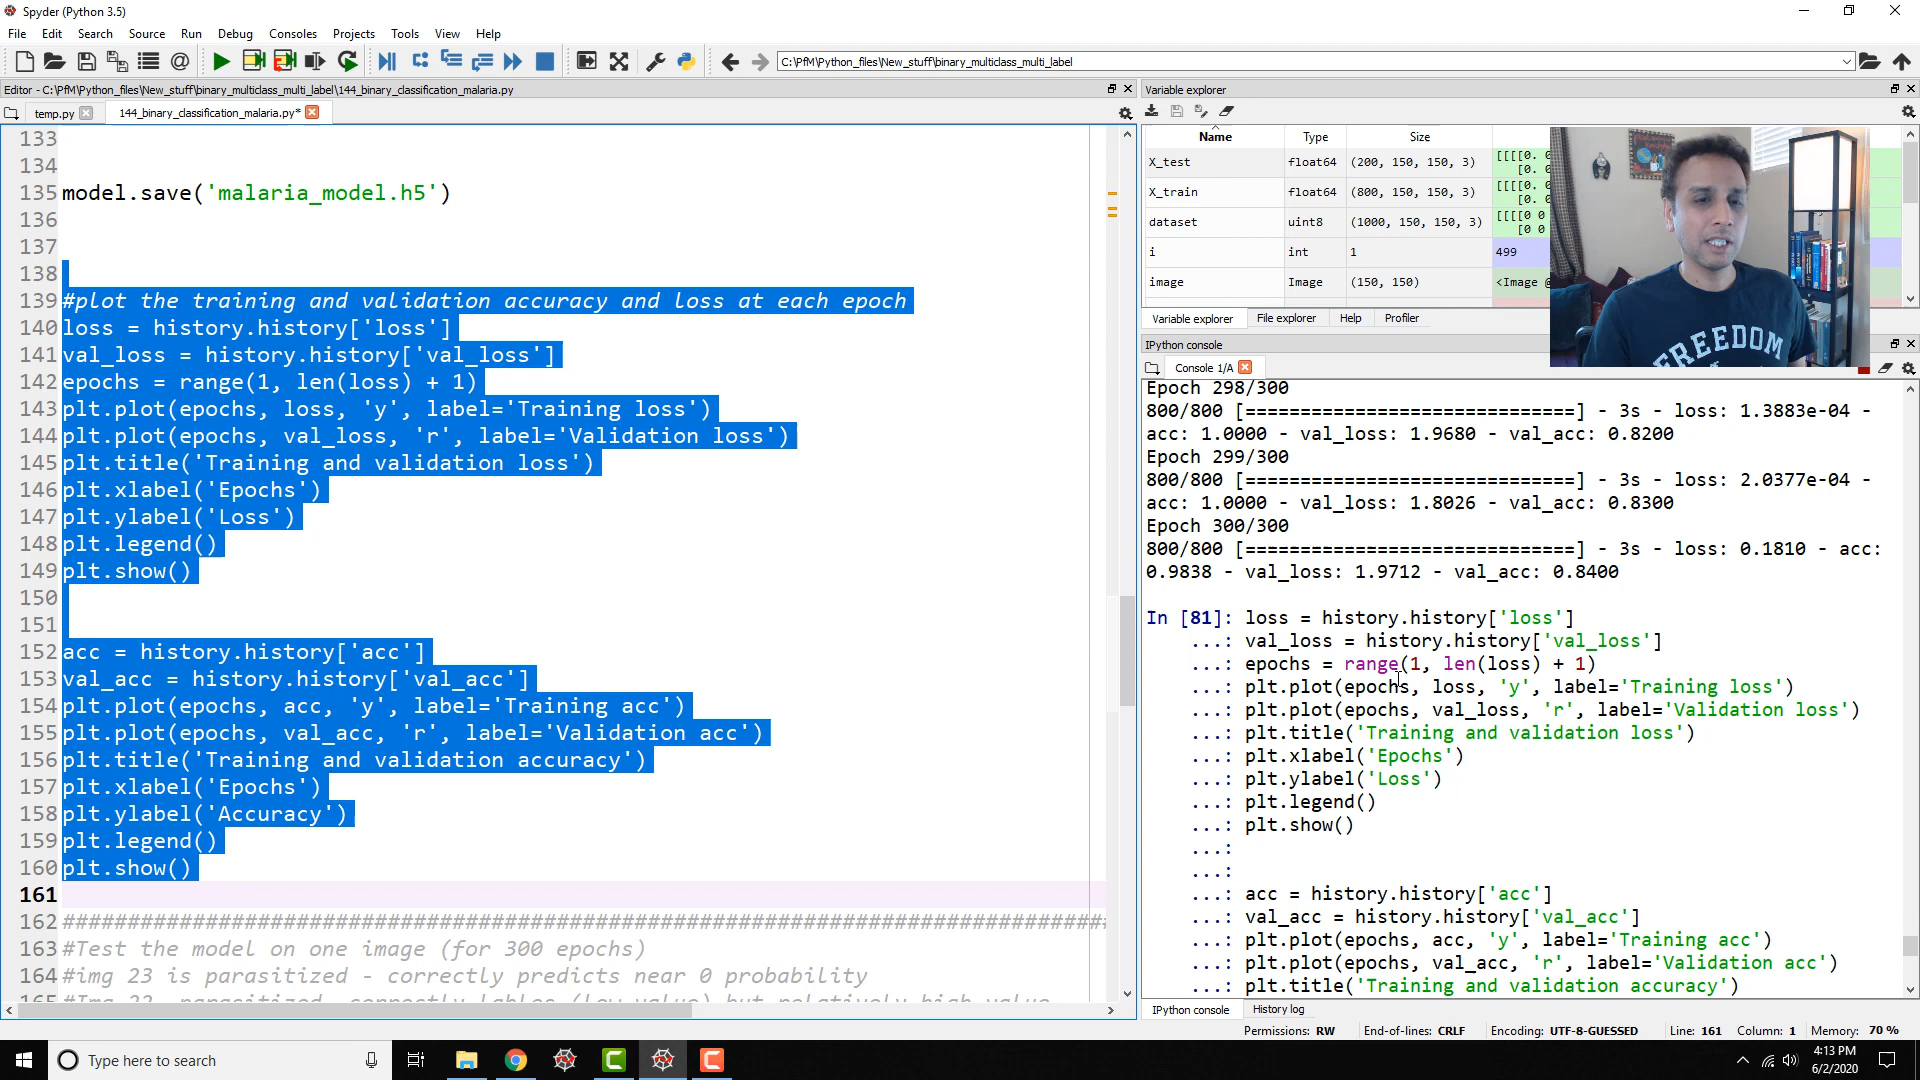 Spyder (Python 3.5)
File Edit Search Source Run Debug Consoles Projects Tools View Help
C:\PfM\Python_files\New_stuff\binary_multiclass_multi_label
Editor - C:\PfM\Python_files\New_stuff\binary_multiclass_multi_label\144_binary_classification_malaria.py
temp.py 144_binary_classification_malaria.py*
133
134
135 model.save('malaria_model.h5')
136
137
138
139 #plot the training and validation accuracy and loss at each epoch
140 loss = history.history['loss']
141 val_loss = history.history['val_loss']
142 epochs = range(1, len(loss) + 1)
143 plt.plot(epochs, loss, 'y', label='Training loss')
144 plt.plot(epochs, val_loss, 'r', label='Validation loss')
145 plt.title('Training and validation loss')
146 plt.xlabel('Epochs')
147 plt.ylabel('Loss')
148 plt.legend()
149 plt.show()
150
151
152 acc = history.history['acc']
153 val_acc = history.history['val_acc']
154 plt.plot(epochs, acc, 'y', label='Training acc')
155 plt.plot(epochs, val_acc, 'r', label='Validation acc')
156 plt.title('Training and validation accuracy')
157 plt.xlabel('Epochs')
158 plt.ylabel('Accuracy')
159 plt.legend()
160 plt.show()
161
162 ################################################################################
163 #Test the model on one image (for 300 epochs)
164 #img 23 is parasitized - correctly predicts near 0 probability
Variable explorer
Name Type Size
X_test float64 (200, 150, 150, 3) [[[[0. 0
[0. 0
X_train float64 (800, 150, 150, 3) [[[[0. 0
[0. 0
dataset uint8 (1000, 150, 150, 3) [[[[0 0
[0 0
i int 1 499
image Image (150, 150) <Image @
FREEDOM
Variable explorer File explorer Help Profiler
IPython console
Console 1/A
Epoch 298/300
800/800 [==============================] - 3s - loss: 1.3883e-04 -
acc: 1.0000 - val_loss: 1.9680 - val_acc: 0.8200
Epoch 299/300
800/800 [==============================] - 3s - loss: 2.0377e-04 -
acc: 1.0000 - val_loss: 1.8026 - val_acc: 0.8300
Epoch 300/300
800/800 [==============================] - 3s - loss: 0.1810 - acc:
0.9838 - val_loss: 1.9712 - val_acc: 0.8400
In [81]: loss = history.history['loss']
...: val_loss = history.history['val_loss']
...: epochs = range(1, len(loss) + 1)
...: plt.plot(epochs, loss, 'y', label='Training loss')
...: plt.plot(epochs, val_loss, 'r', label='Validation loss')
...: plt.title('Training and validation loss')
...: plt.xlabel('Epochs')
...: plt.ylabel('Loss')
...: plt.legend()
...: plt.show()
...:
...:
...: acc = history.history['acc']
...: val_acc = history.history['val_acc']
...: plt.plot(epochs, acc, 'y', label='Training acc')
...: plt.plot(epochs, val_acc, 'r', label='Validation acc')
...: plt.title('Training and validation accuracy')
IPython console History log
Permissions: RW End-of-lines: CRLF Encoding: UTF-8-GUESSED Line: 161 Column: 1 Memory: 70 %
Type here to search
4:13 PM
6/2/2020